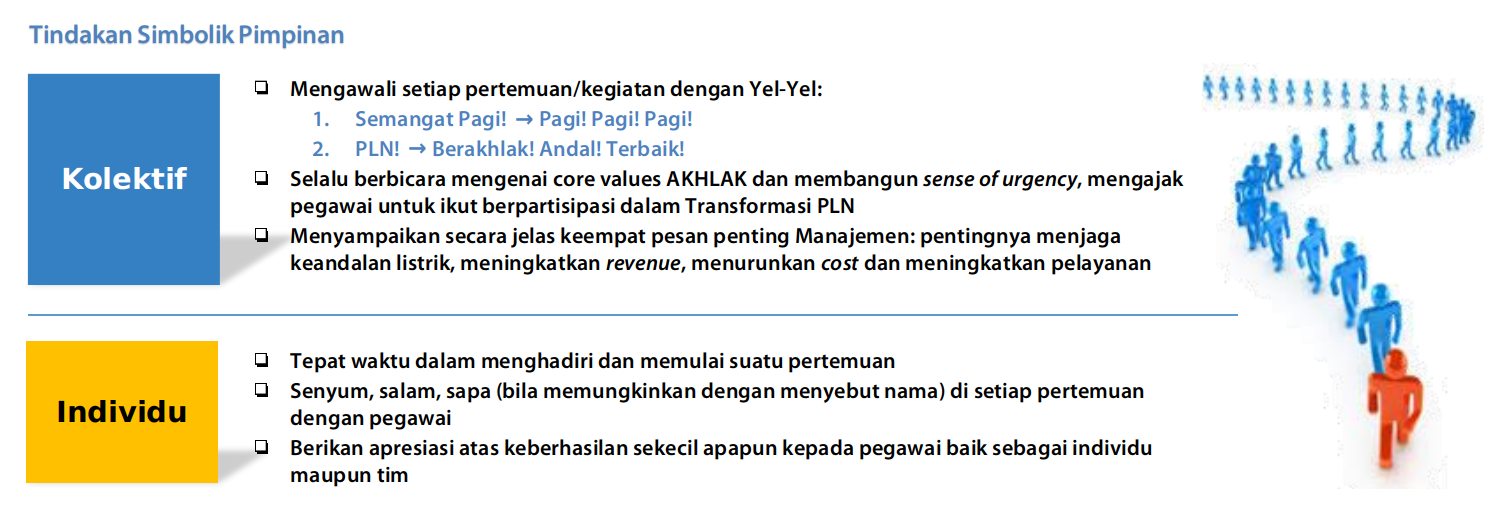 Tindakan Simbolik Pimpinan
Kolektif
❑ Mengawali setiap pertemuan/kegiatan dengan Yel-Yel:
1. Semangat Pagi! → Pagi! Pagi! Pagi!
2. PLN! → Berakhlak! Andal! Terbaik!
❑ Selalu berbicara mengenai core values AKHLAK dan membangun sense of urgency, mengajak
pegawai untuk ikut berpartisipasi dalam Transformasi PLN
❑ Menyampaikan secara jelas keempat pesan penting Manajemen: pentingnya menjaga
keandalan listrik, meningkatkan revenue, menurunkan cost dan meningkatkan pelayanan
Individu
❑ Tepat waktu dalam menghadiri dan memulai suatu pertemuan
❑ Senyum, salam, sapa (bila memungkinkan dengan menyebut nama) di setiap pertemuan
dengan pegawai
❑ Berikan apresiasi atas keberhasilan sekecil apapun kepada pegawai baik sebagai individu
maupun tim